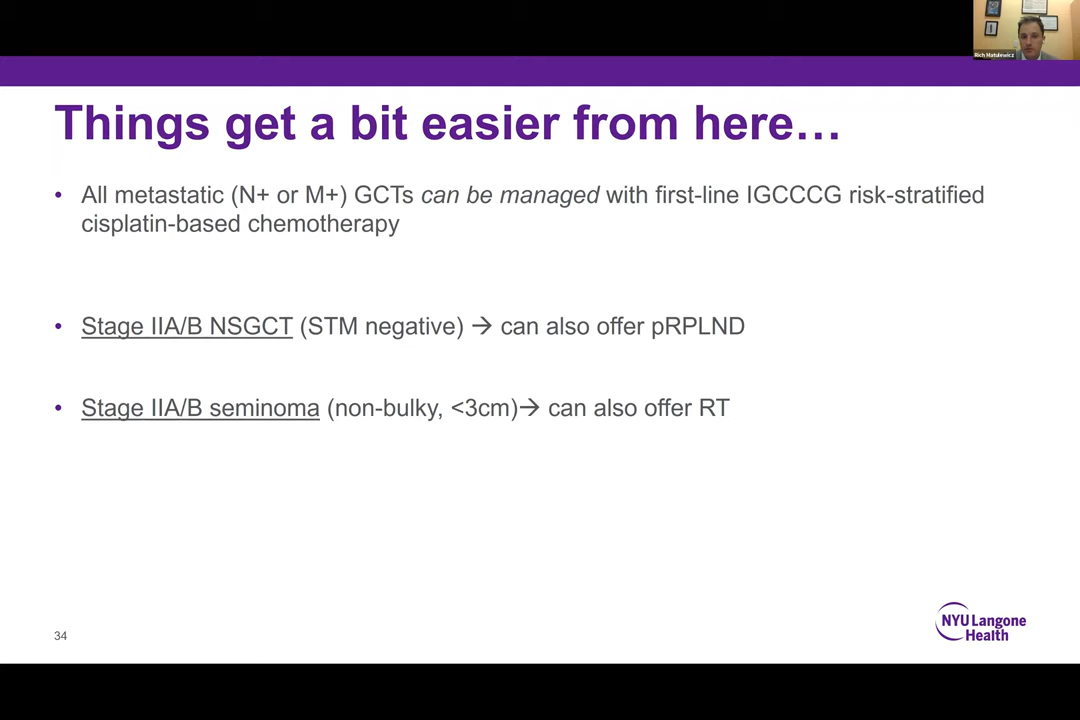 Rich Matulewicz
Things get a bit easier from here…
• All metastatic (N+ or M+) GCTs can be managed with first-line IGCCCG risk-stratified
cisplatin-based chemotherapy
• Stage IIA/B NSGCT (STM negative) → can also offer pRPLND
• Stage IIA/B seminoma (non-bulky, <3cm)→ can also offer RT
34
NYU Langone
Health